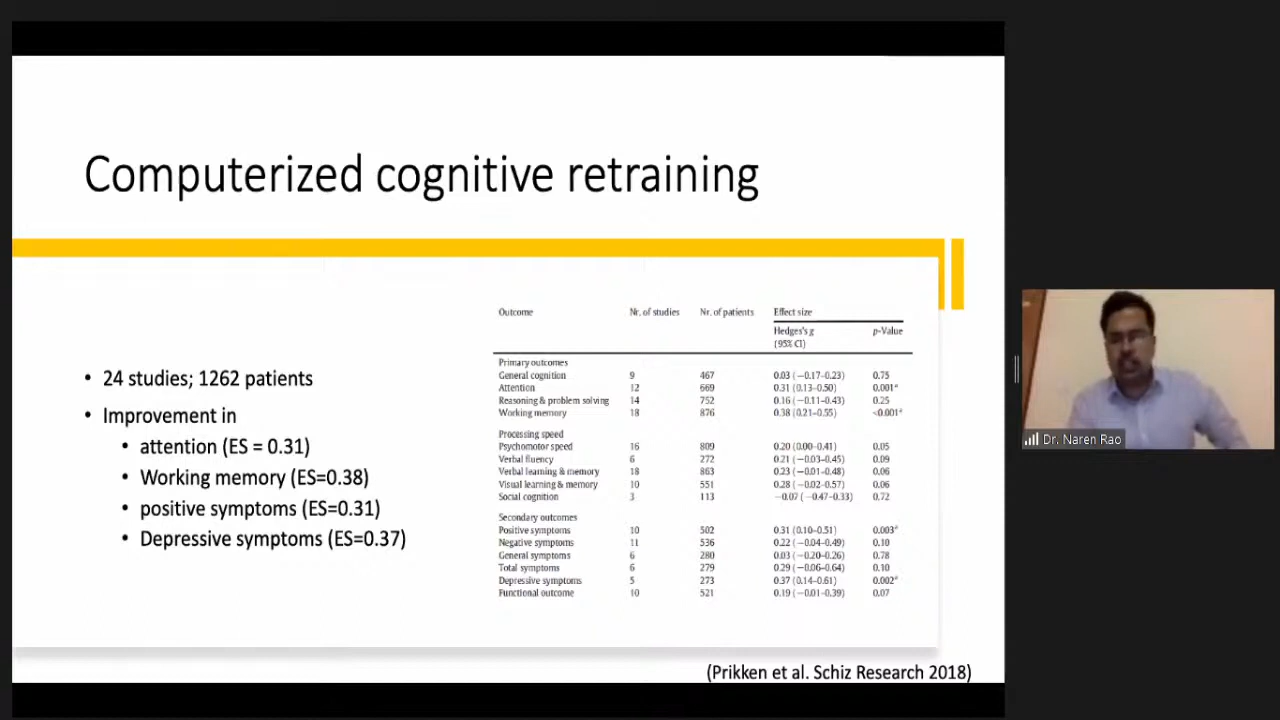 Computerized cognitive retraining
• 24 studies; 1262 patients
• Improvement in
• attention (ES = 0.31)
• Working memory (ES=0.38)
• positive symptoms (ES=0.31)
• Depressive symptoms (ES=0.37)
Outcome Nr. of studies Nr. of patients Effect size
Hedges's g p-Value
(95% CI)
Primary outcomes
General cognition 9 467 0.03 (−0.17–0.23) 0.75
Attention 12 669 0.31 (0.13–0.50) 0.001ᵃ
Reasoning & problem solving 14 752 0.16 (−0.11–0.43) 0.25
Working memory 18 876 0.38 (0.21–0.55) <0.001ᵃ
Processing speed
Psychomotor speed 16 809 0.20 (0.00–0.41) 0.05
Verbal fluency 6 272 0.21 (−0.03–0.45) 0.09
Verbal learning & memory 18 863 0.23 (−0.01–0.48) 0.06
Visual learning & memory 10 551 0.28 (−0.02–0.57) 0.06
Social cognition 3 113 −0.07 (−0.47–0.33) 0.72
Secondary outcomes
Positive symptoms 10 502 0.31 (0.10–0.51) 0.003ᵃ
Negative symptoms 11 536 0.22 (−0.04–0.49) 0.10
General symptoms 6 280 0.03 (−0.20–0.26) 0.78
Total symptoms 6 279 0.29 (−0.06–0.64) 0.10
Depressive symptoms 5 273 0.37 (0.14–0.61) 0.002ᵃ
Functional outcome 10 521 0.19 (−0.01–0.39) 0.07
(Prikken et al. Schiz Research 2018)
Dr. Naren Rao